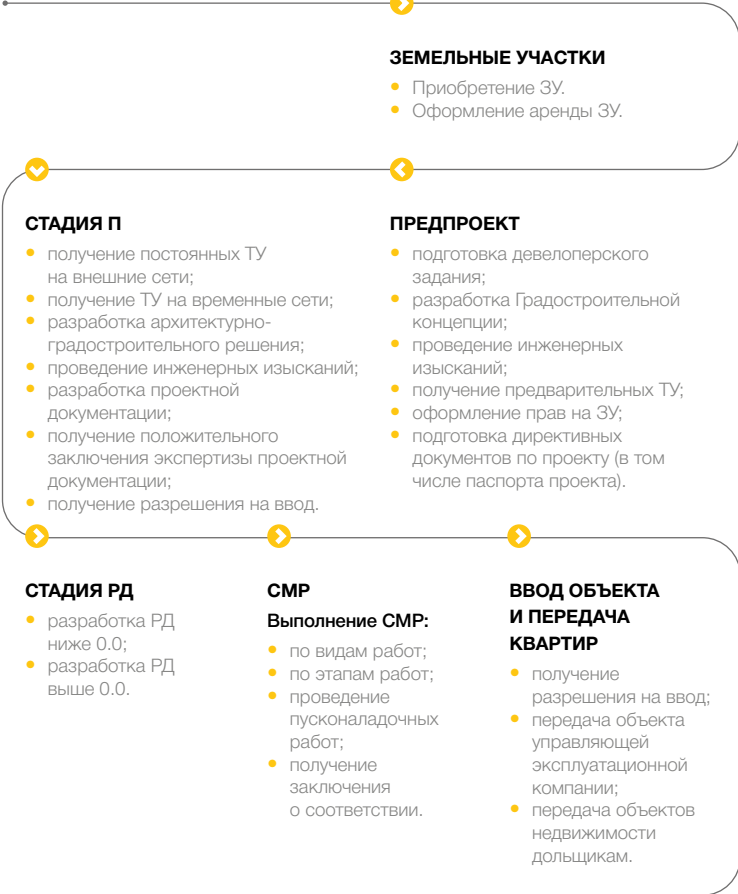 ЗЕМЕЛЬНЫЕ УЧАСТКИ
• Приобретение ЗУ.
• Оформление аренды ЗУ.
ПРЕДПРОЕКТ
• подготовка девелоперского
задания;
• разработка Градостроительной
концепции;
• проведение инженерных
изысканий;
• получение предварительных ТУ;
• оформление прав на ЗУ;
• подготовка директивных
документов по проекту (в том
числе паспорта проекта).
СТАДИЯ П
• получение постоянных ТУ
на внешние сети;
• получение ТУ на временные сети;
• разработка архитектурно-
градостроительного решения;
• проведение инженерных изысканий;
• разработка проектной
документации;
• получение положительного
заключения экспертизы проектной
документации;
• получение разрешения на ввод.
СТАДИЯ РД
• разработка РД
ниже 0.0;
• разработка РД
выше 0.0.
СМР
Выполнение СМР:
• по видам работ;
• по этапам работ;
• проведение
пусконаладочных
работ;
• получение
заключения
о соответствии.
ВВОД ОБЪЕКТА
И ПЕРЕДАЧА
КВАРТИР
• получение
разрешения на ввод;
• передача объекта
управляющей
эксплуатационной
компании;
• передача объектов
недвижимости
дольщикам.